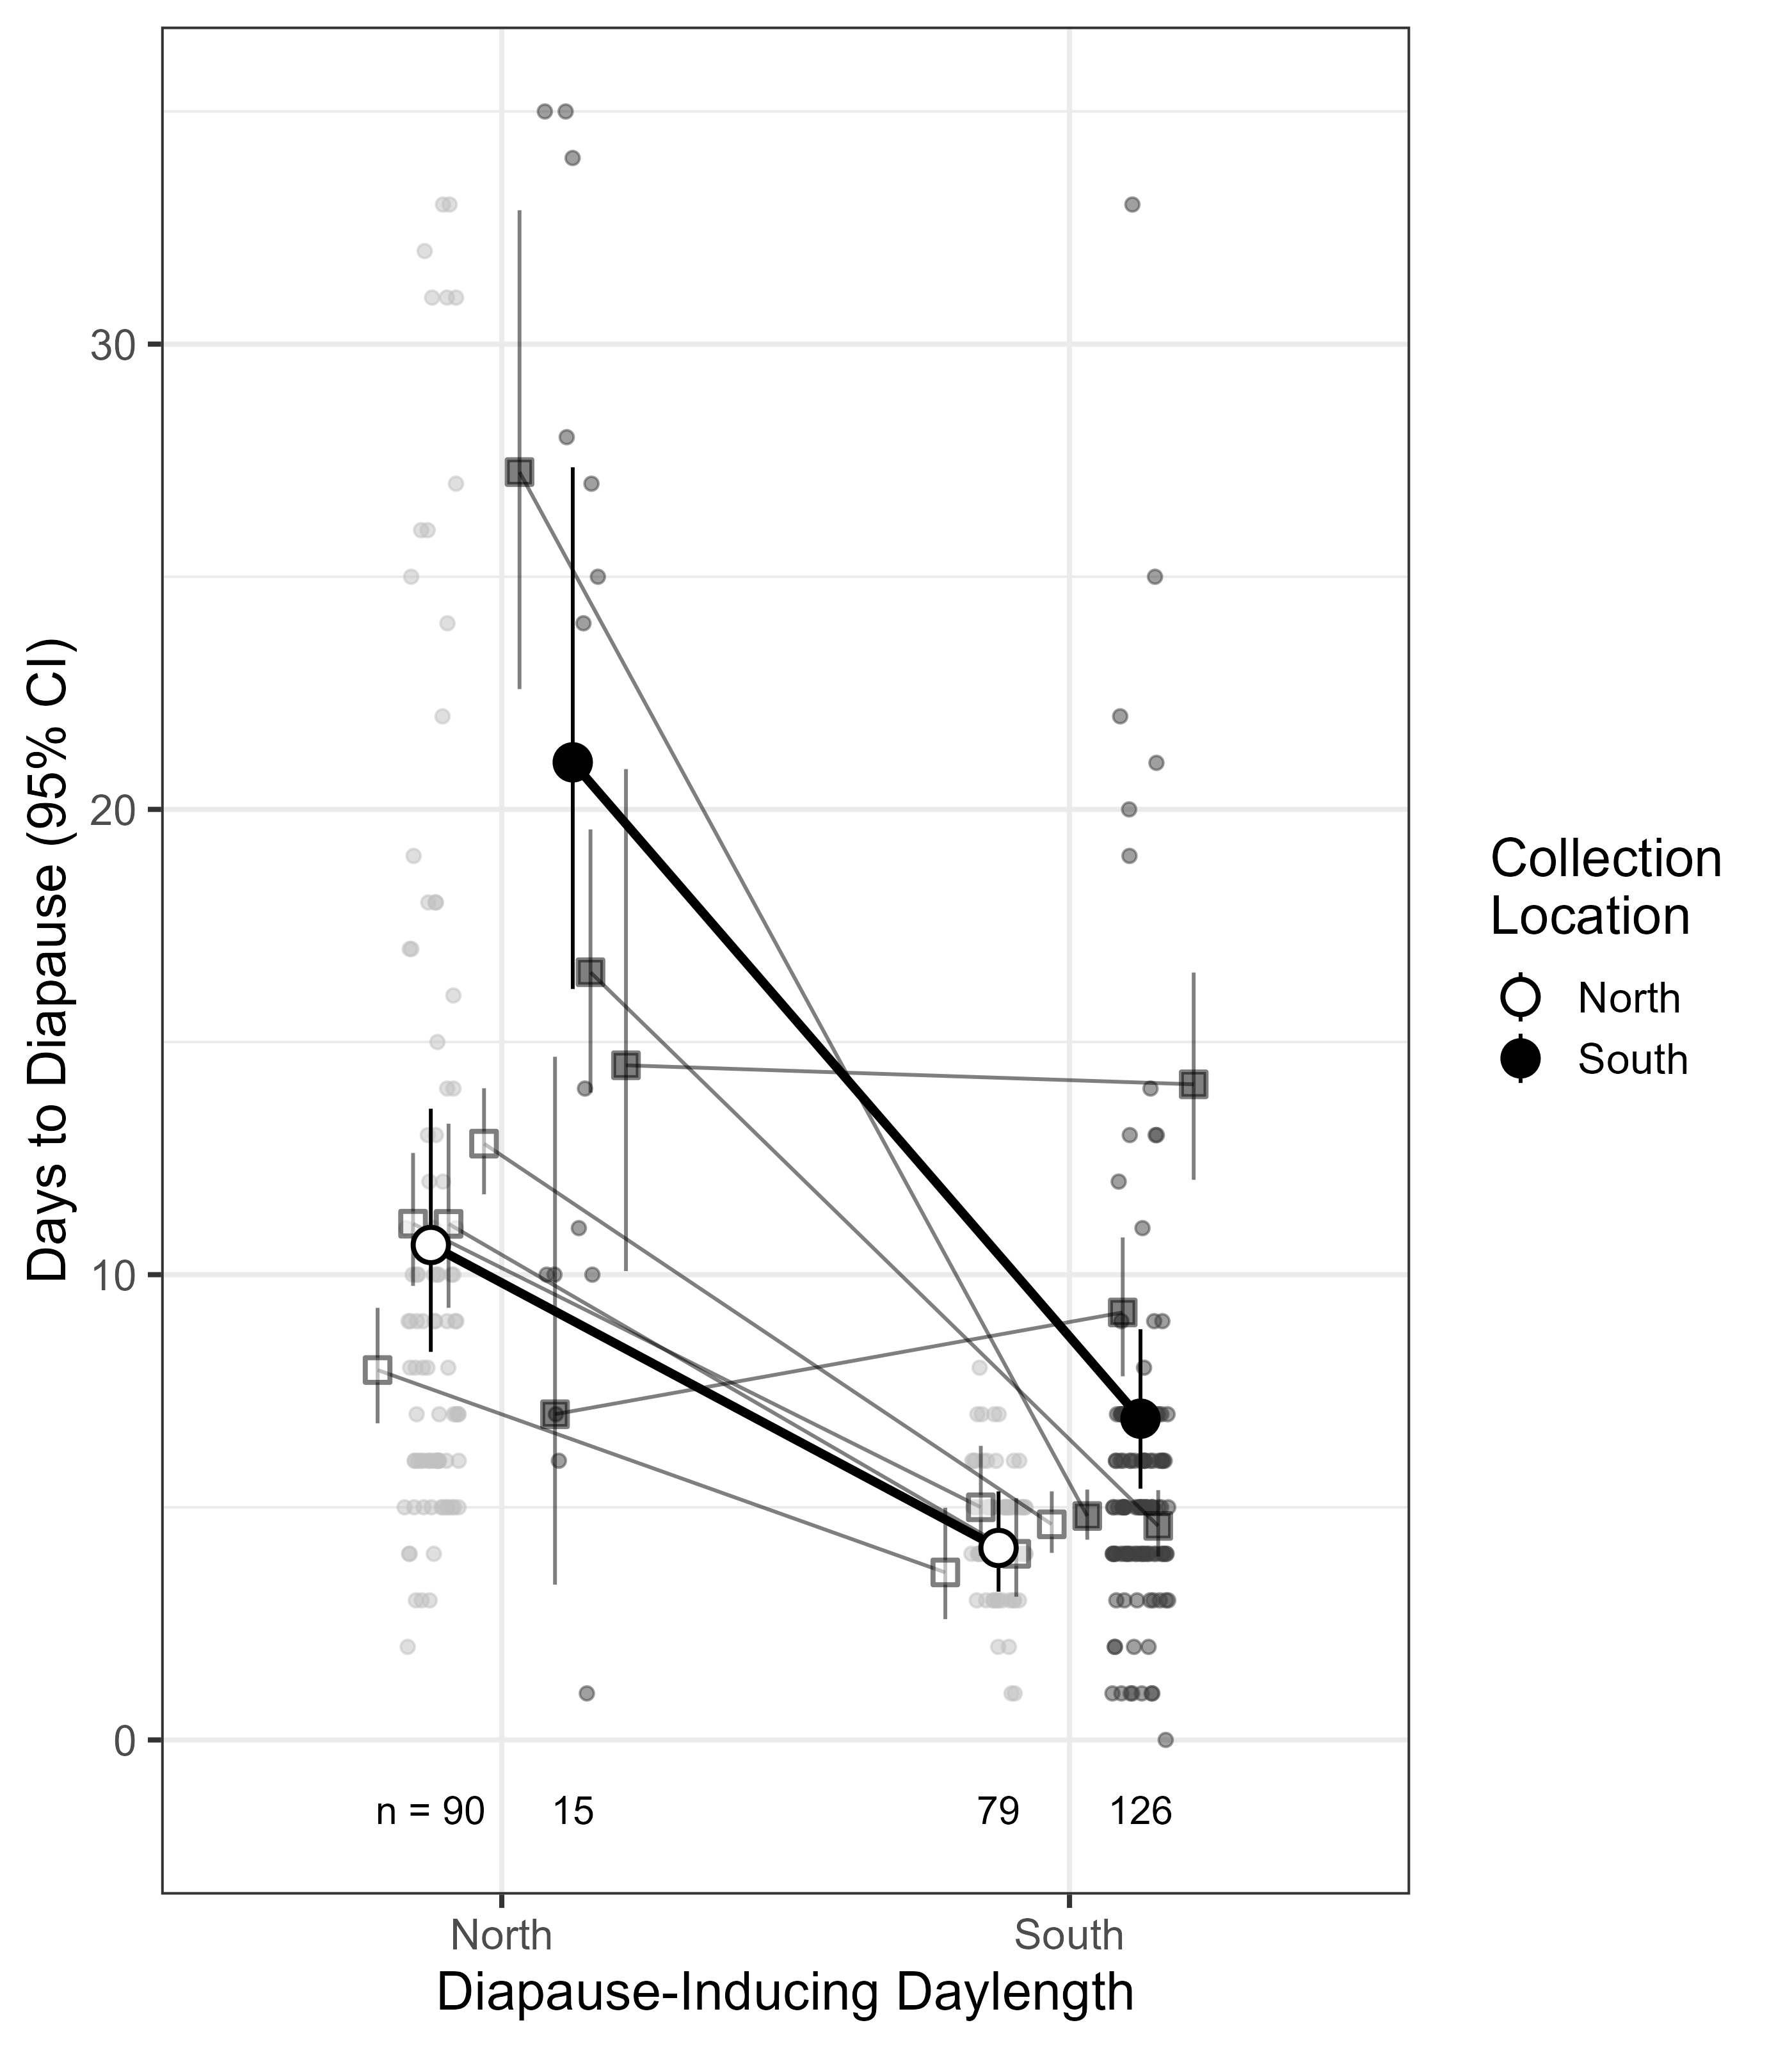 Days to Diapause (95% CI)
30
20
10
0
n = 90 15 79 126
North South
Diapause-Inducing Daylength
Collection
Location
North
South